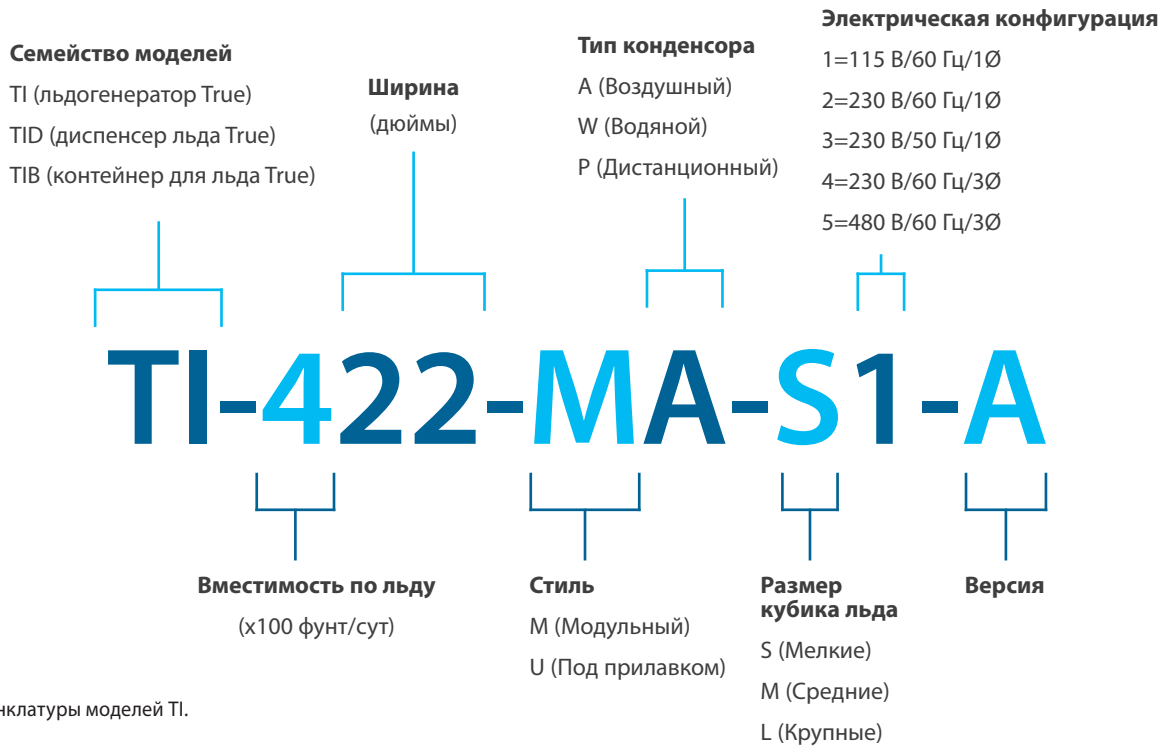 Семейство моделей
TI (льдогенератор True)
TID (диспенсер льда True)
TIB (контейнер для льда True)
Ширина
(дюймы)
Тип конденсора
A (Воздушный)
W (Водяной)
P (Дистанционный)
Электрическая конфигурация
1=115 В/60 Гц/1Ø
2=230 В/60 Гц/1Ø
3=230 В/50 Гц/1Ø
4=230 В/60 Гц/3Ø
5=480 В/60 Гц/3Ø
TI-422-MA-S1-A
Вместимость по льду
(x100 фунт/сут)
Стиль
M (Модульный)
U (Под прилавком)
Размер
кубика льда
S (Мелкие)
M (Средние)
L (Крупные)
Версия
нклатуры моделей TI.